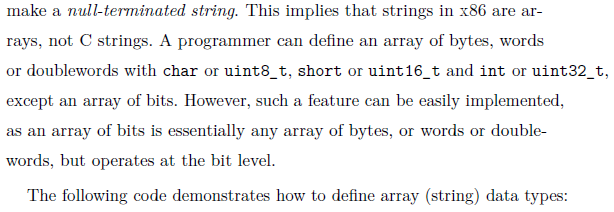 make a null-terminated string. This implies that strings in x86 are ar-
rays, not C strings. A programmer can define an array of bytes, words
or doublewords with char or uint8_t, short or uint16_t and int or uint32_t,
except an array of bits. However, such a feature can be easily implemented,
as an array of bits is essentially any array of bytes, or words or double-
words, but operates at the bit level.
The following code demonstrates how to define array (string) data types: